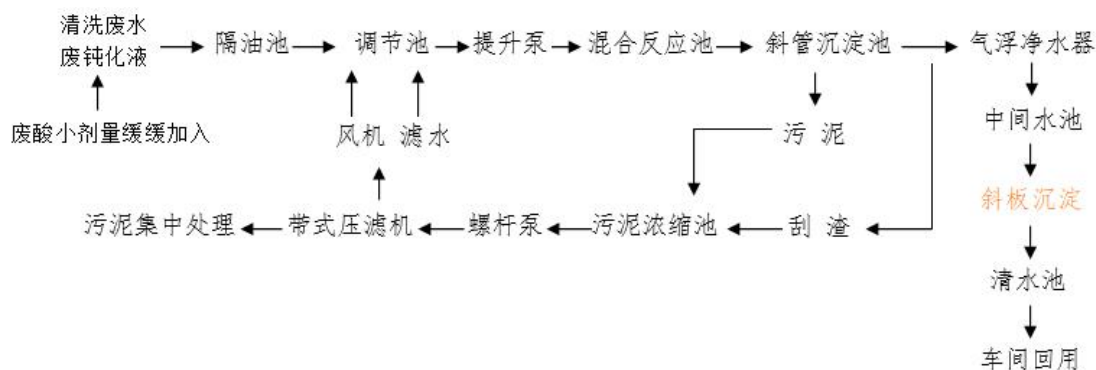 清洗废水
废钝化液
隔油池
调节池
提升泵
混合反应池
斜管沉淀池
气浮净水器
废酸小剂量缓缓加入
风机 滤水
污 泥
中间水池
斜板沉淀
污泥集中处理
带式压滤机
螺杆泵
污泥浓缩池
刮 渣
清水池
车间回用